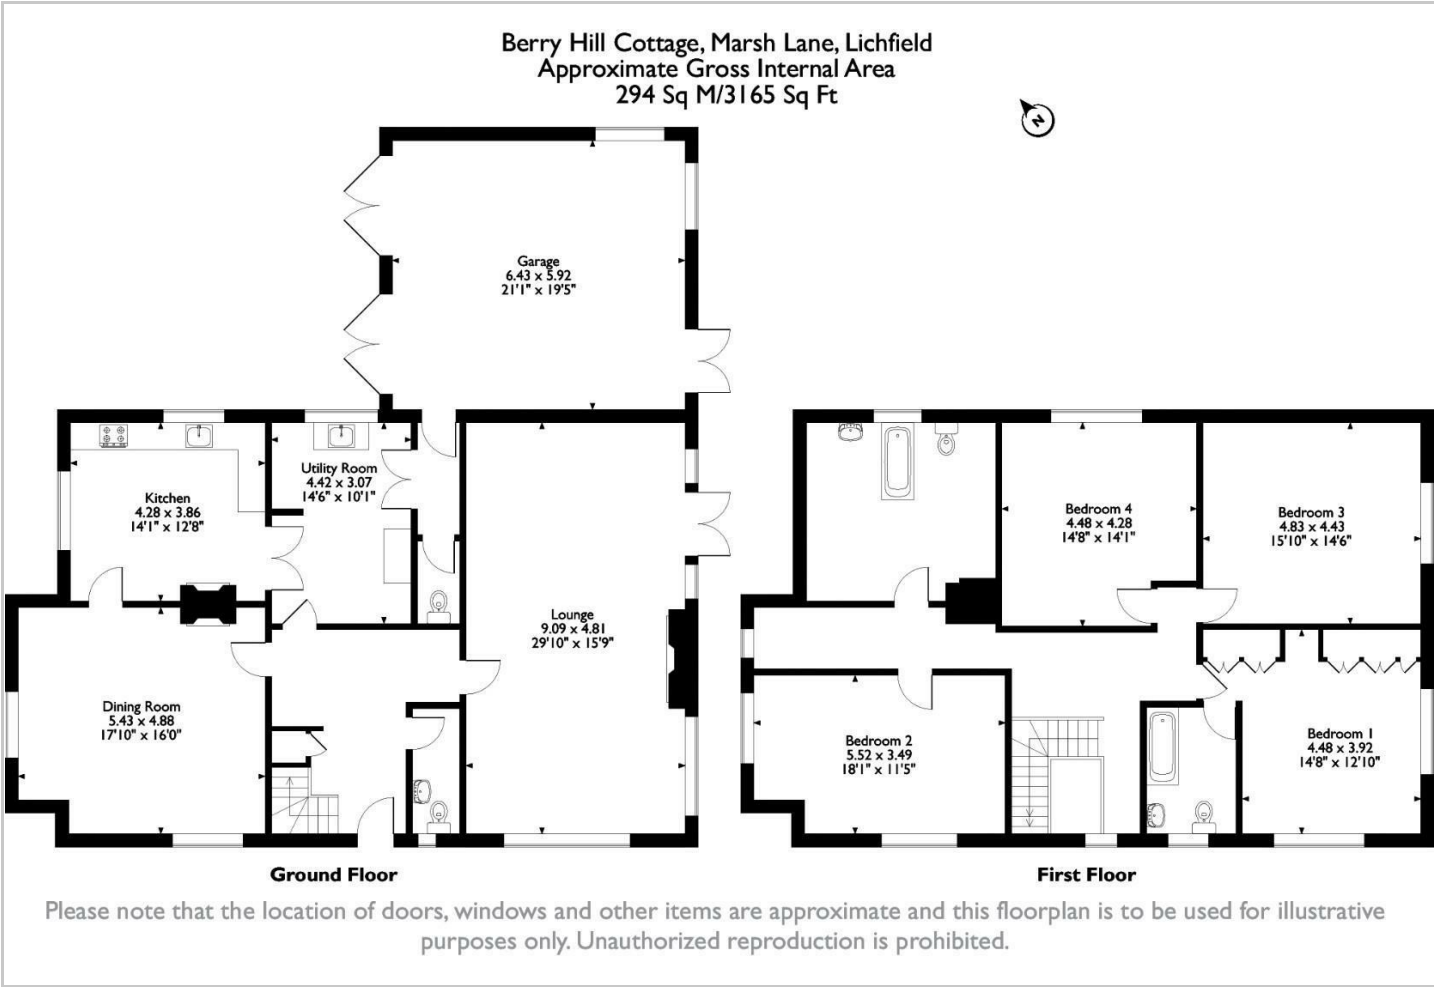 Berry Hill Cottage, Marsh Lane, Lichfield
Approximate Gross Internal Area
294 Sq M/3165 Sq Ft
N
Garage
6.43 x 5.92
21'1" x 19'5"
Utility Room
4.42 x 3.07
14'6" x 10'1"
Kitchen
4.28 x 3.86
14'1" x 12'8"
Lounge
9.09 x 4.81
29'10" x 15'9"
Dining Room
5.43 x 4.88
17'10" x 16'0"
Ground Floor
Bedroom 4
4.48 x 4.28
14'8" x 14'1"
Bedroom 3
4.83 x 4.43
15'10" x 14'6"
Bedroom 2
5.52 x 3.49
18'1" x 11'5"
Bedroom 1
4.48 x 3.92
14'8" x 12'10"
First Floor
Please note that the location of doors, windows and other items are approximate and this floorplan is to be used for illustrative
purposes only. Unauthorized reproduction is prohibited.